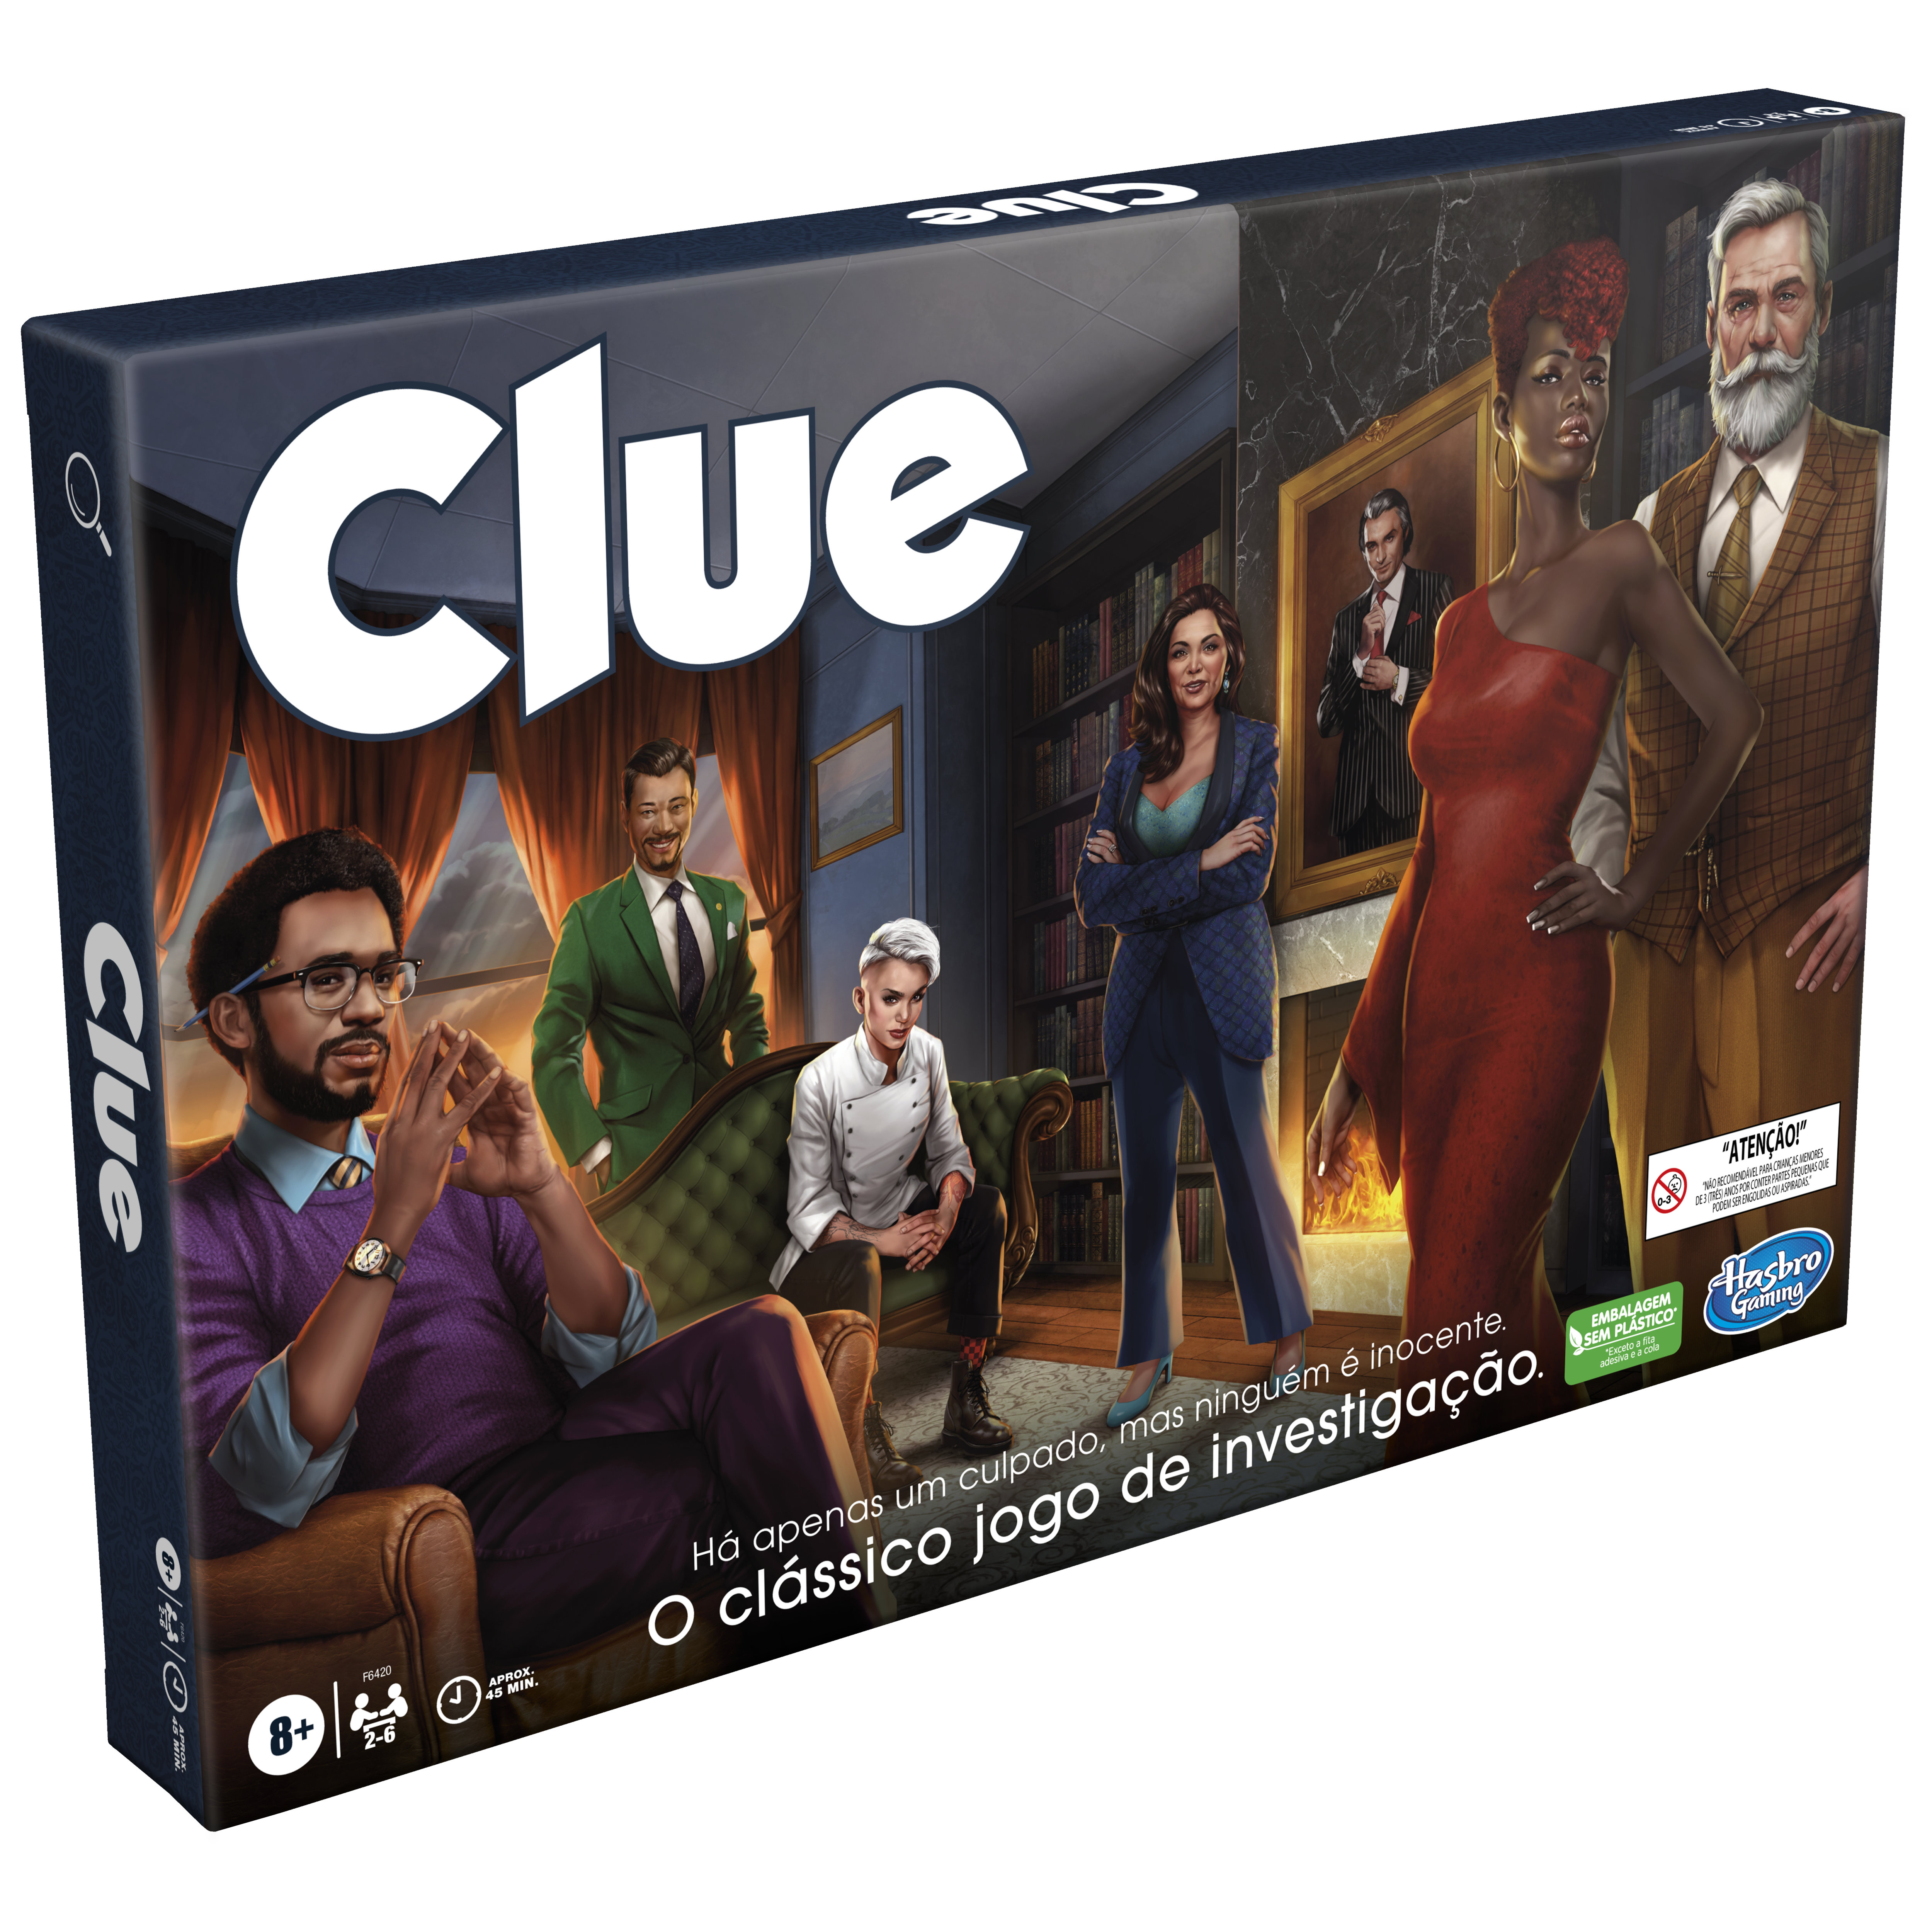 Clue
Clue
Clue
"ATENÇÃO!"
"NÃO RECOMENDÁVEL PARA CRIANÇAS MENORES
DE 3 (TRÊS) ANOS POR CONTER PARTES PEQUENAS QUE
PODEM SER ENGOLIDAS OU ASPIRADAS."
0-3
Hasbro
Gaming
EMBALAGEM
SEM PLÁSTICO*
*Exceto a fita
adesiva e a cola
Há apenas um culpado, mas ninguém é inocente.
O clássico jogo de investigação.
8+
F6420
2-6
APROX.
45 MIN.
8+
2-6
APROX.
45 MIN.